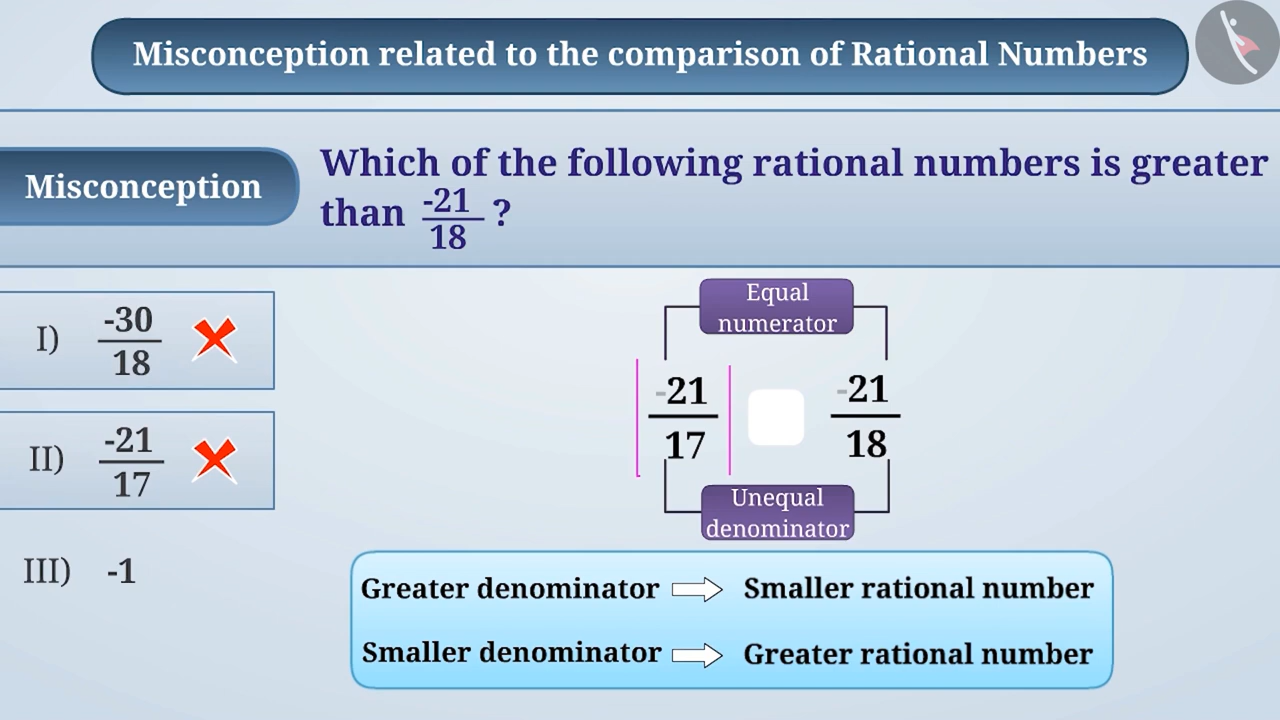 Misconception related to the comparison of Rational Numbers
Misconception
Which of the following rational numbers is greater
than -21/18 ?
I) -30/18
II) -21/17
III) -1
Equal
numerator
-21/17 -21/18
Unequal
denominator
Greater denominator ⇨ Smaller rational number
Smaller denominator ⇨ Greater rational number